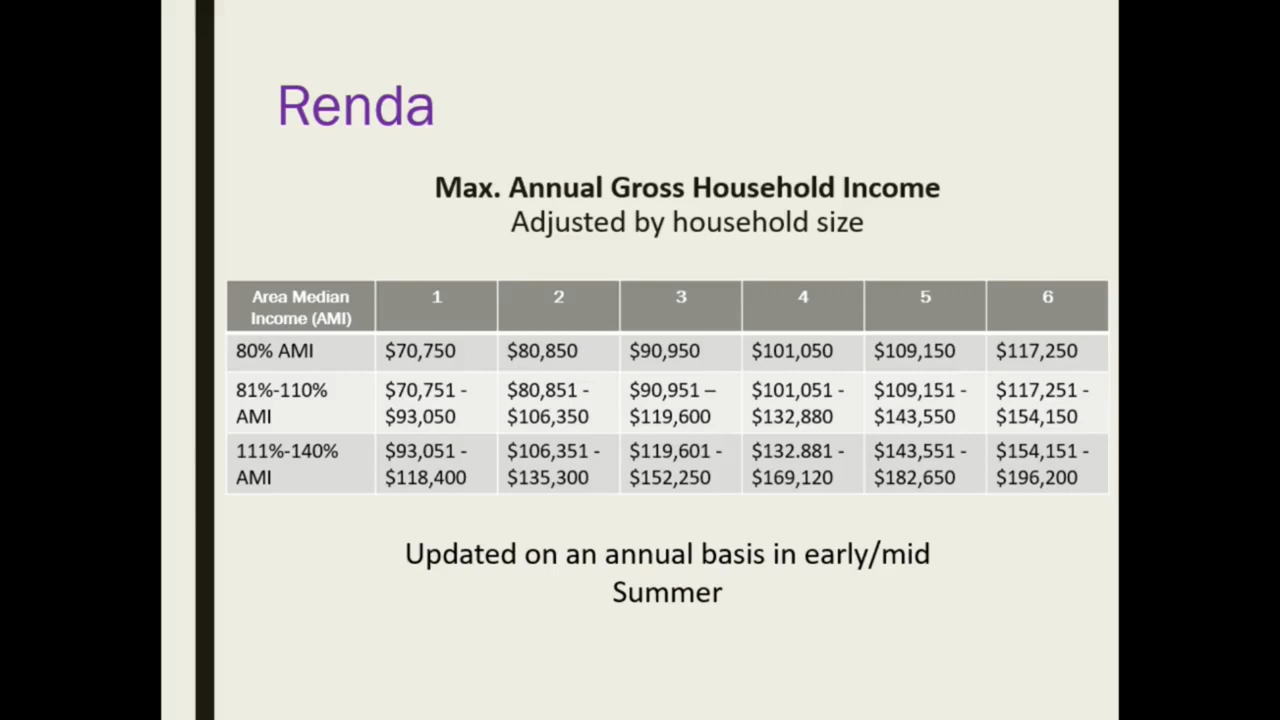 Renda
Max. Annual Gross Household Income
Adjusted by household size
Area Median 1 2 3 4 5 6
Income (AMI)
80% AMI $70,750 $80,850 $90,950 $101,050 $109,150 $117,250
81%-110% $70,751 - $80,851 - $90,951 – $101,051 - $109,151 - $117,251 -
AMI $93,050 $106,350 $119,600 $132,880 $143,550 $154,150
111%-140% $93,051 - $106,351 - $119,601 - $132.881 - $143,551 - $154,151 -
AMI $118,400 $135,300 $152,250 $169,120 $182,650 $196,200
Updated on an annual basis in early/mid
Summer